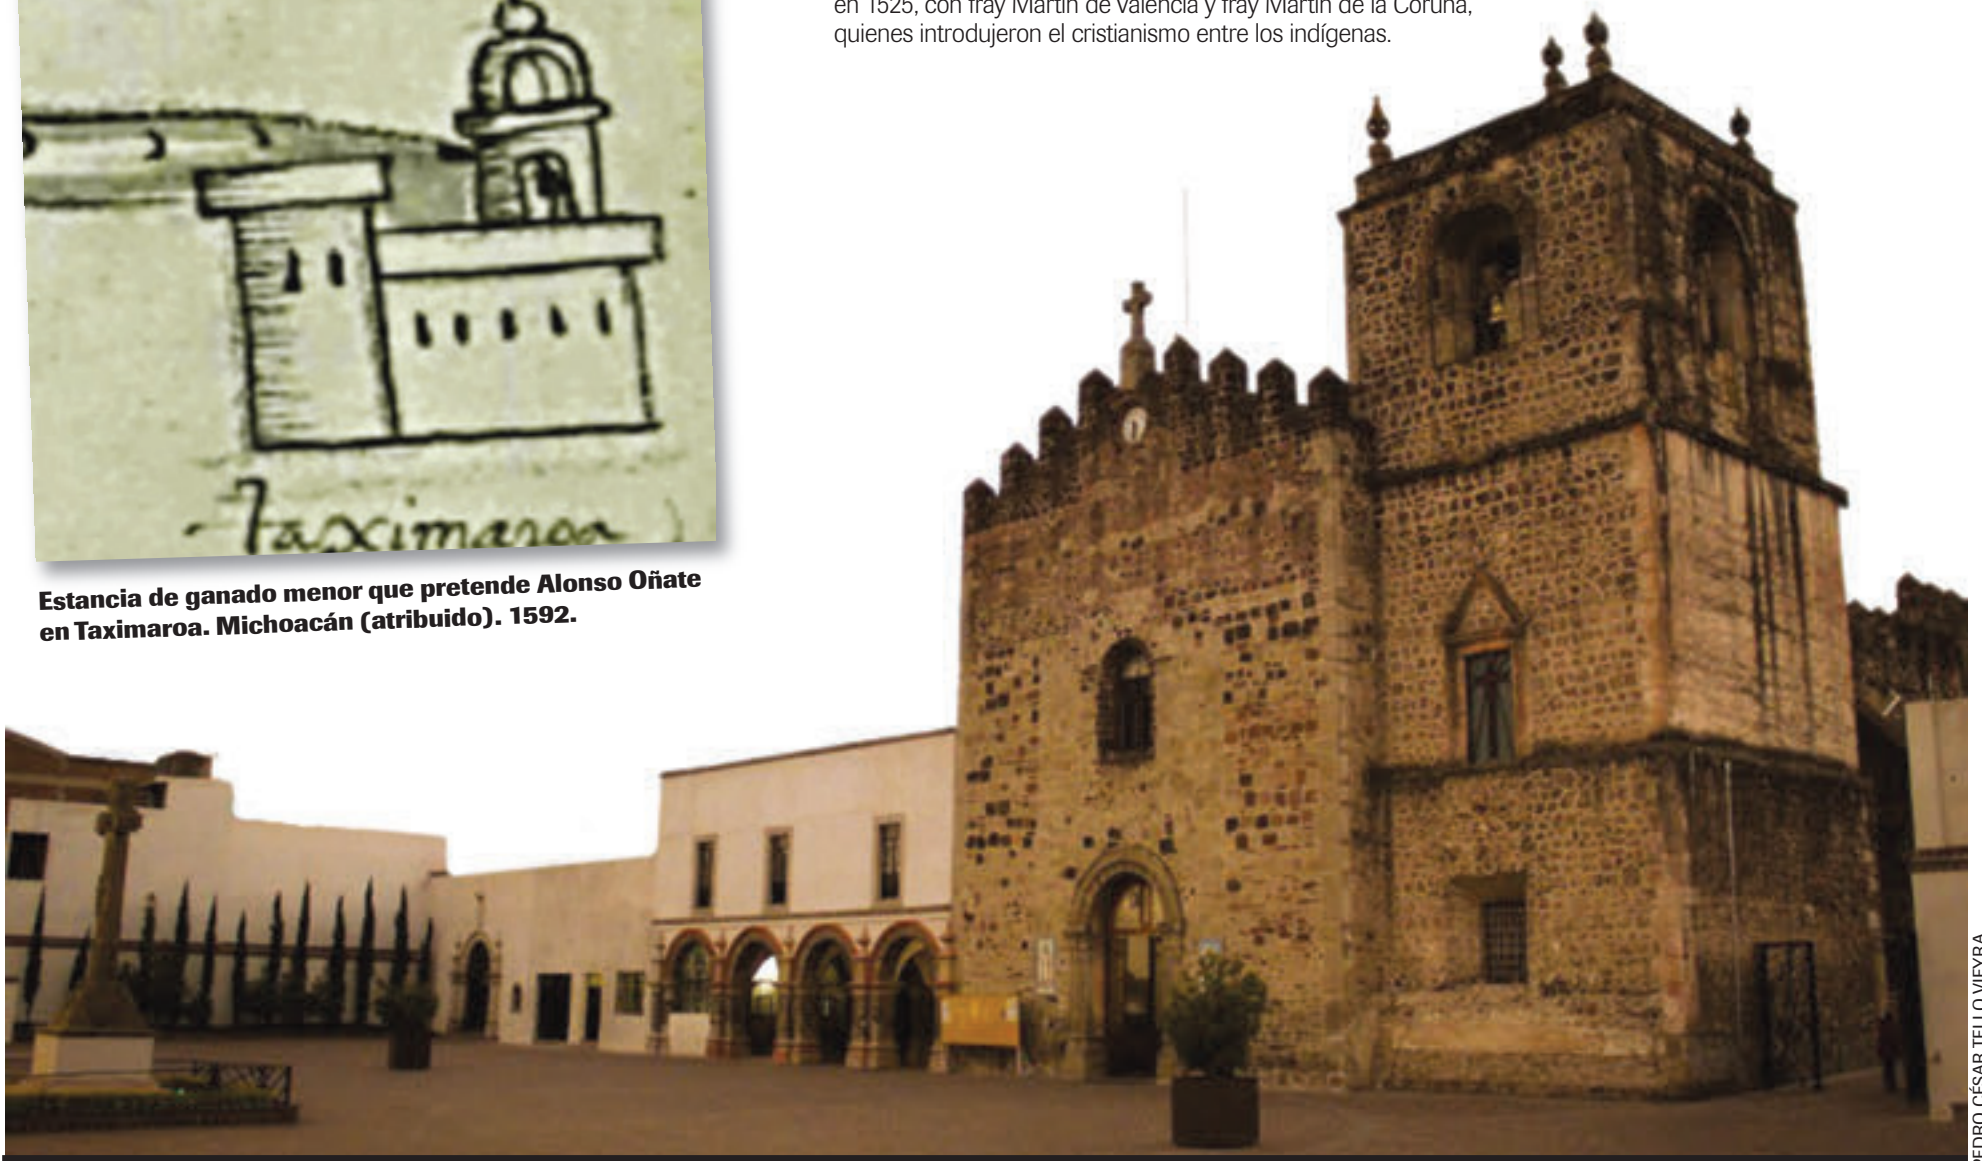 en 1525, con fray Martín de Valencia y fray Martín de la Coruña,
quienes introdujeron el cristianismo entre los indígenas.
Taximaroa
Estancia de ganado menor que pretende Alonso Oñate
en Taximaroa. Michoacán (atribuido). 1592.
PEDRO CÉSAR TELLO VIEYRA